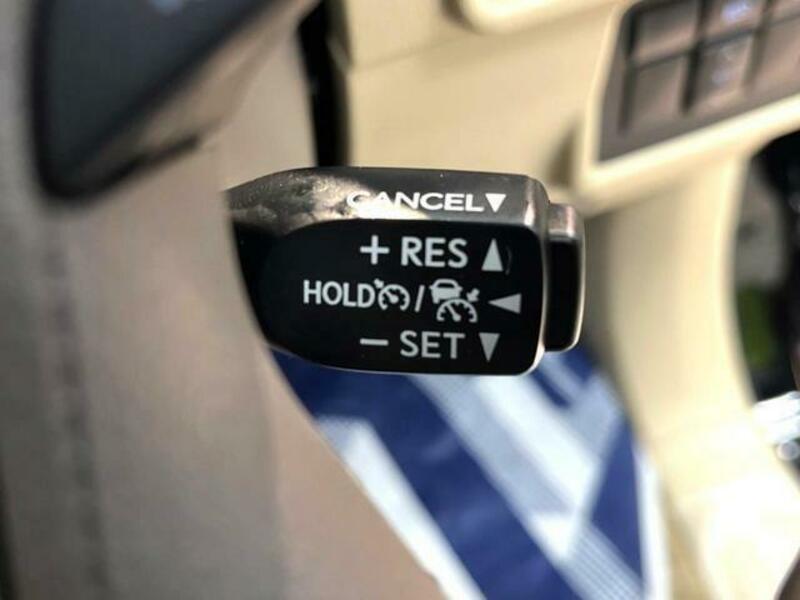 CANCEL▼
+ RES ▲
HOLD / ◀
− SET ▼